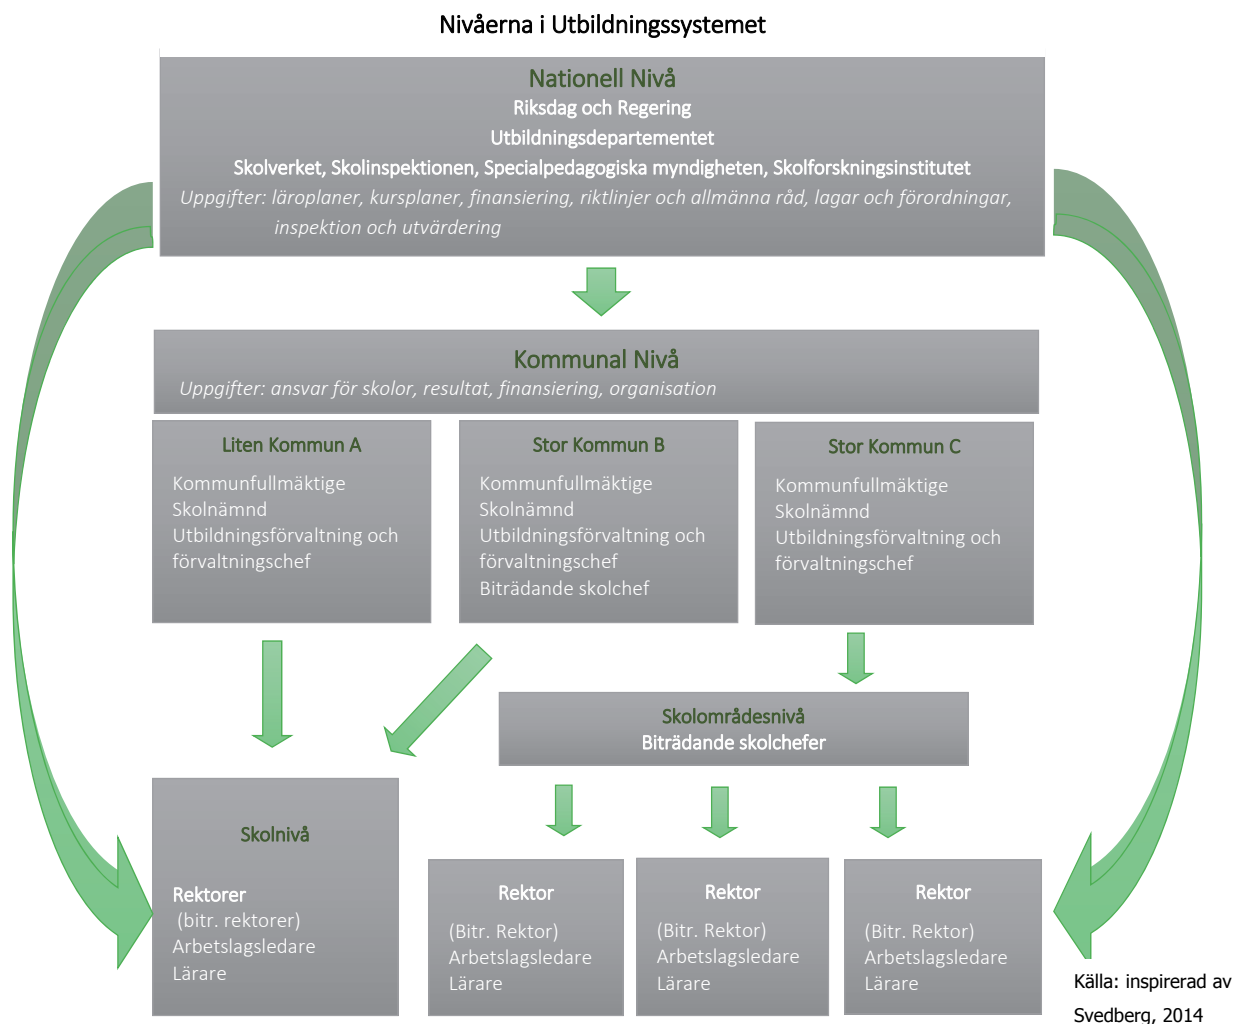 Nivåerna i Utbildningssystemet
Nationell Nivå
Riksdag och Regering
Utbildningsdepartementet
Skolverket, Skolinspektionen, Specialpedagogiska myndigheten, Skolforskningsinstitutet
Uppgifter: läroplaner, kursplaner, finansiering, riktlinjer och allmänna råd, lagar och förordningar,
inspektion och utvärdering
Kommunal Nivå
Uppgifter: ansvar för skolor, resultat, finansiering, organisation
Liten Kommun A
Kommunfullmäktige
Skolnämnd
Utbildningsförvaltning och
förvaltningschef
Stor Kommun B
Kommunfullmäktige
Skolnämnd
Utbildningsförvaltning och
förvaltningschef
Biträdande skolchef
Stor Kommun C
Kommunfullmäktige
Skolnämnd
Utbildningsförvaltning och
förvaltningschef
Skolområdesnivå
Biträdande skolchefer
Skolnivå
Rektorer
(bitr. rektorer)
Arbetslagsledare
Lärare
Rektor
(Bitr. Rektor)
Arbetslagsledare
Lärare
Rektor
(Bitr. Rektor)
Arbetslagsledare
Lärare
Rektor
(Bitr. Rektor)
Arbetslagsledare
Lärare
Källa: inspirerad av
Svedberg, 2014